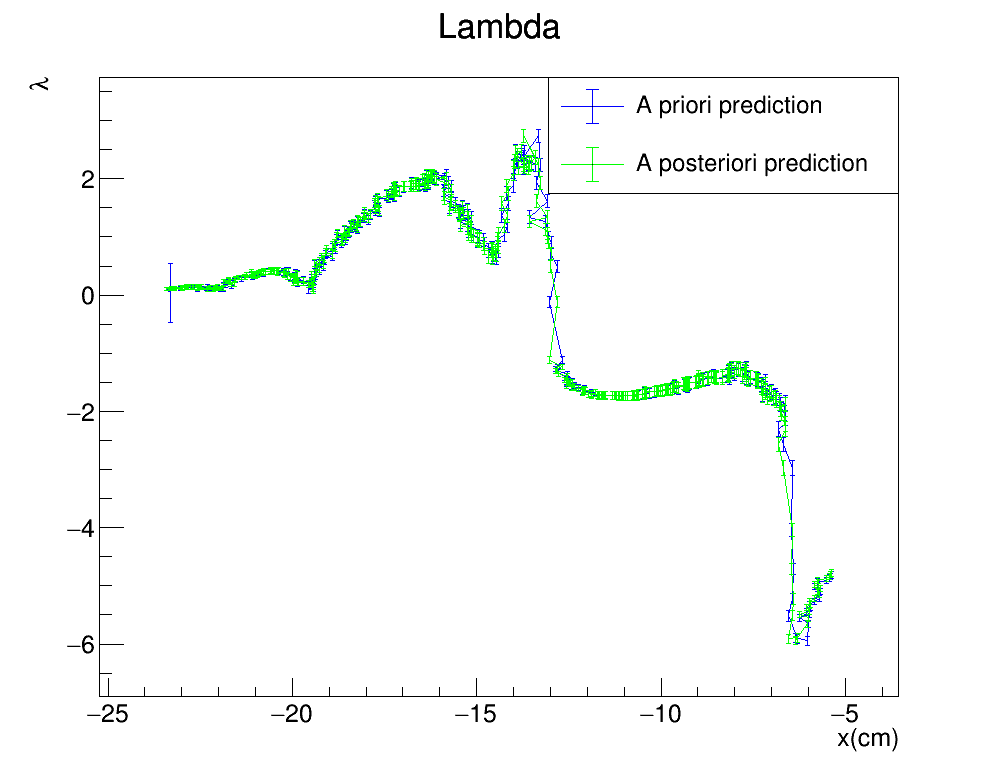 Lambda
λ
A priori prediction
A posteriori prediction
2
0
−2
−4
−6
−25 −20 −15 −10 −5
x(cm)